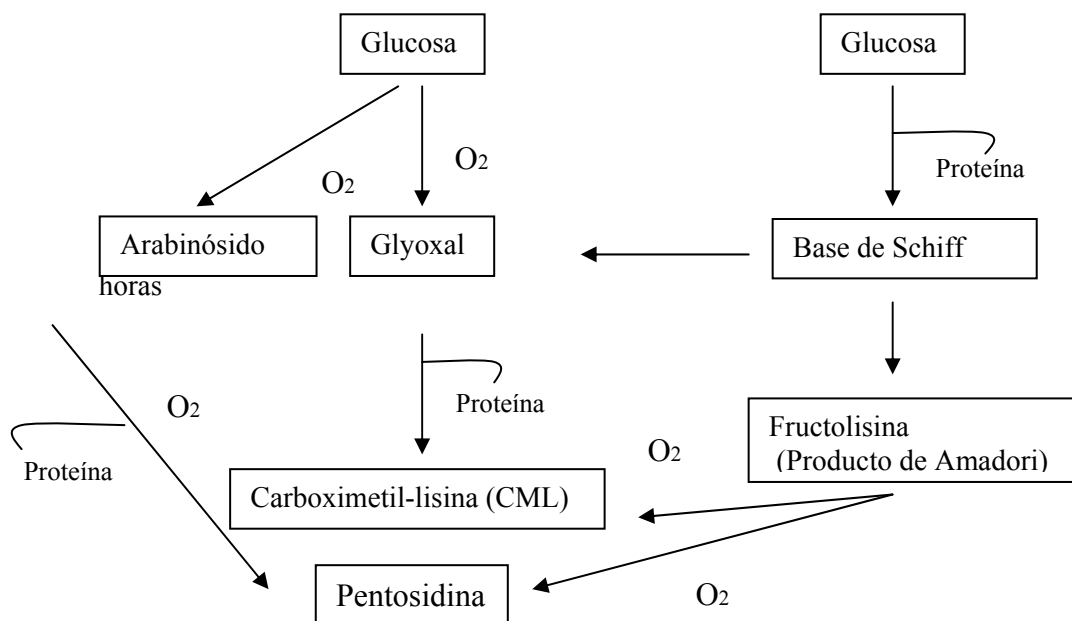 Glucosa
Glucosa
O2
O2
Proteína
Arabinósido
horas
Glyoxal
Base de Schiff
O2
Proteína
Proteína
O2
Fructolisina
(Producto de Amadori)
Carboximetil-lisina (CML)
Pentosidina
O2